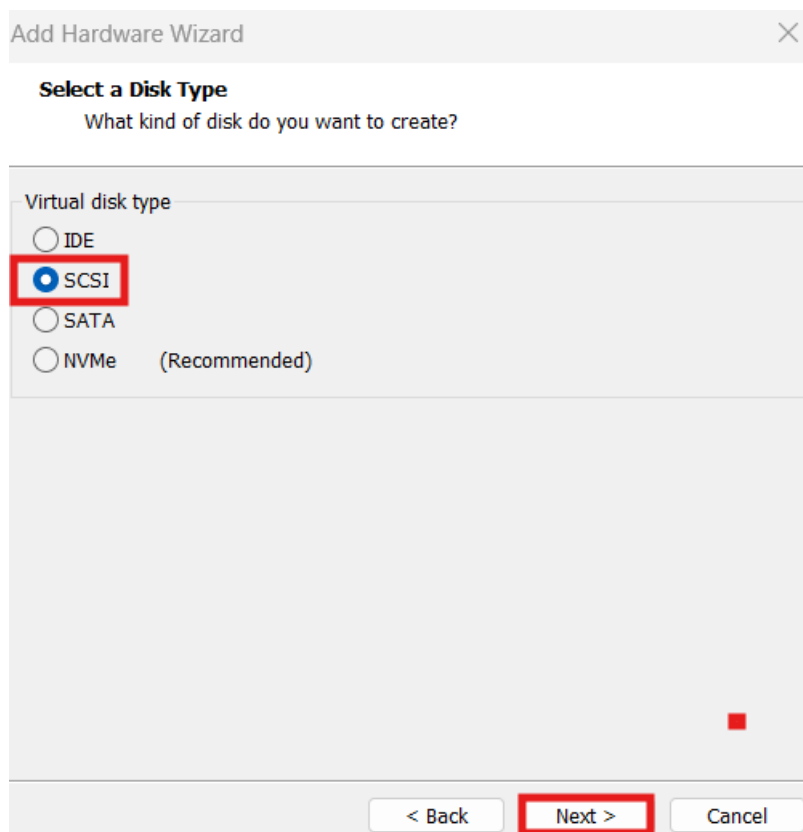 Add Hardware Wizard
Select a Disk Type
What kind of disk do you want to create?
Virtual disk type
IDE
SCSI
SATA
NVMe (Recommended)
< Back Next > Cancel